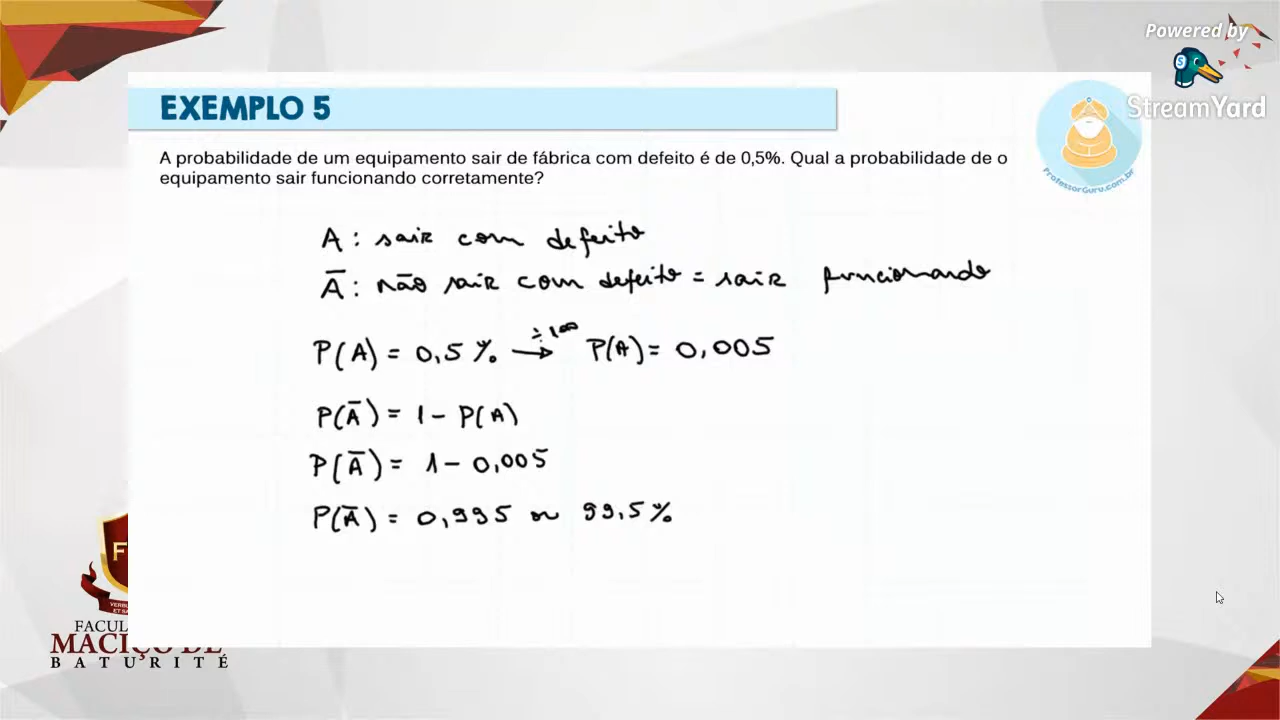 Powered by
StreamYard
EXEMPLO 5
A probabilidade de um equipamento sair de fábrica com defeito é de 0,5%. Qual a probabilidade de o
equipamento sair funcionando corretamente?
ProfessorGuru.com.br
A : sair com defeito
Ā : não sair com defeito = sair funcionando
P(A) = 0,5 % →÷100 P(A) = 0,005
P(Ā) = 1 - P(A)
P(Ā) = 1 - 0,005
P(Ā) = 0,995 ou 99,5 %
FACUL
MACIÇO DE
BATURITÉ